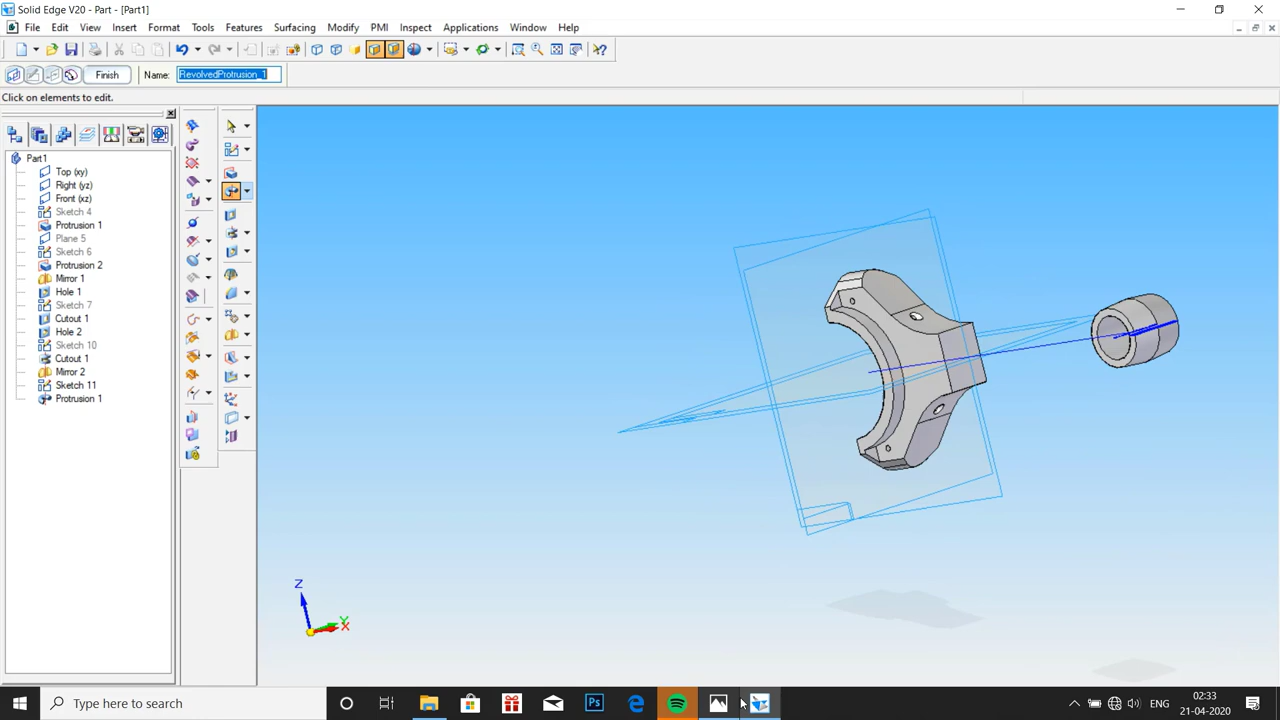 Solid Edge V20 - Part - [Part1]
File Edit View Insert Format Tools Features Surfacing Modify PMI Inspect Applications Window Help
Finish Name: RevolvedProtrusion_1
Click on elements to edit.
Part1
Top (xy)
Right (yz)
Front (xz)
Sketch 4
Protrusion 1
Plane 5
Sketch 6
Protrusion 2
Mirror 1
Hole 1
Sketch 7
Cutout 1
Hole 2
Sketch 10
Cutout 1
Mirror 2
Sketch 11
Protrusion 1
Z
Y
X
Type here to search
Ps
ENG
02:33
21-04-2020